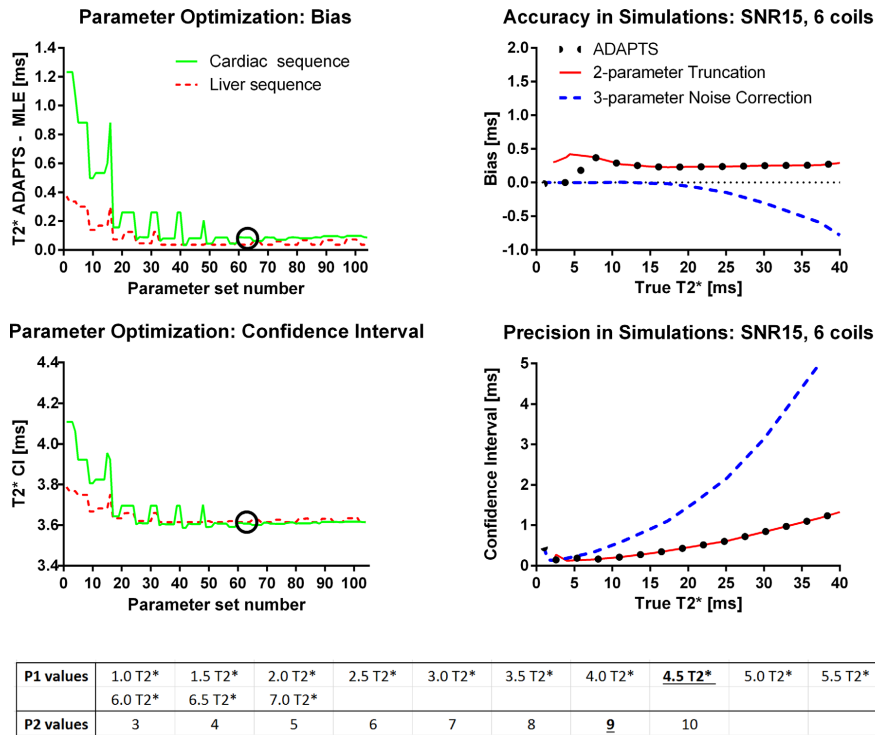 Parameter Optimization: Bias
T2* ADAPTS - MLE [ms]
1.4
1.2
1.0
0.8
0.6
0.4
0.2
0.0
Cardiac sequence
Liver sequence
0 10 20 30 40 50 60 70 80 90 100
Parameter set number
Accuracy in Simulations: SNR15, 6 coils
Bias [ms]
2.0
1.5
1.0
0.5
0.0
-0.5
-1.0
ADAPTS
2-parameter Truncation
3-parameter Noise Correction
0 5 10 15 20 25 30 35 40
True T2* [ms]
Parameter Optimization: Confidence Interval
T2* CI [ms]
4.4
4.2
4.0
3.8
3.6
3.4
0 10 20 30 40 50 60 70 80 90 100
Parameter set number
Precision in Simulations: SNR15, 6 coils
Confidence Interval [ms]
5
4
3
2
1
0
0 5 10 15 20 25 30 35 40
True T2* [ms]
P1 values 1.0 T2* 1.5 T2* 2.0 T2* 2.5 T2* 3.0 T2* 3.5 T2* 4.0 T2* 4.5 T2* 5.0 T2* 5.5 T2*
6.0 T2* 6.5 T2* 7.0 T2*
P2 values 3 4 5 6 7 8 9 10